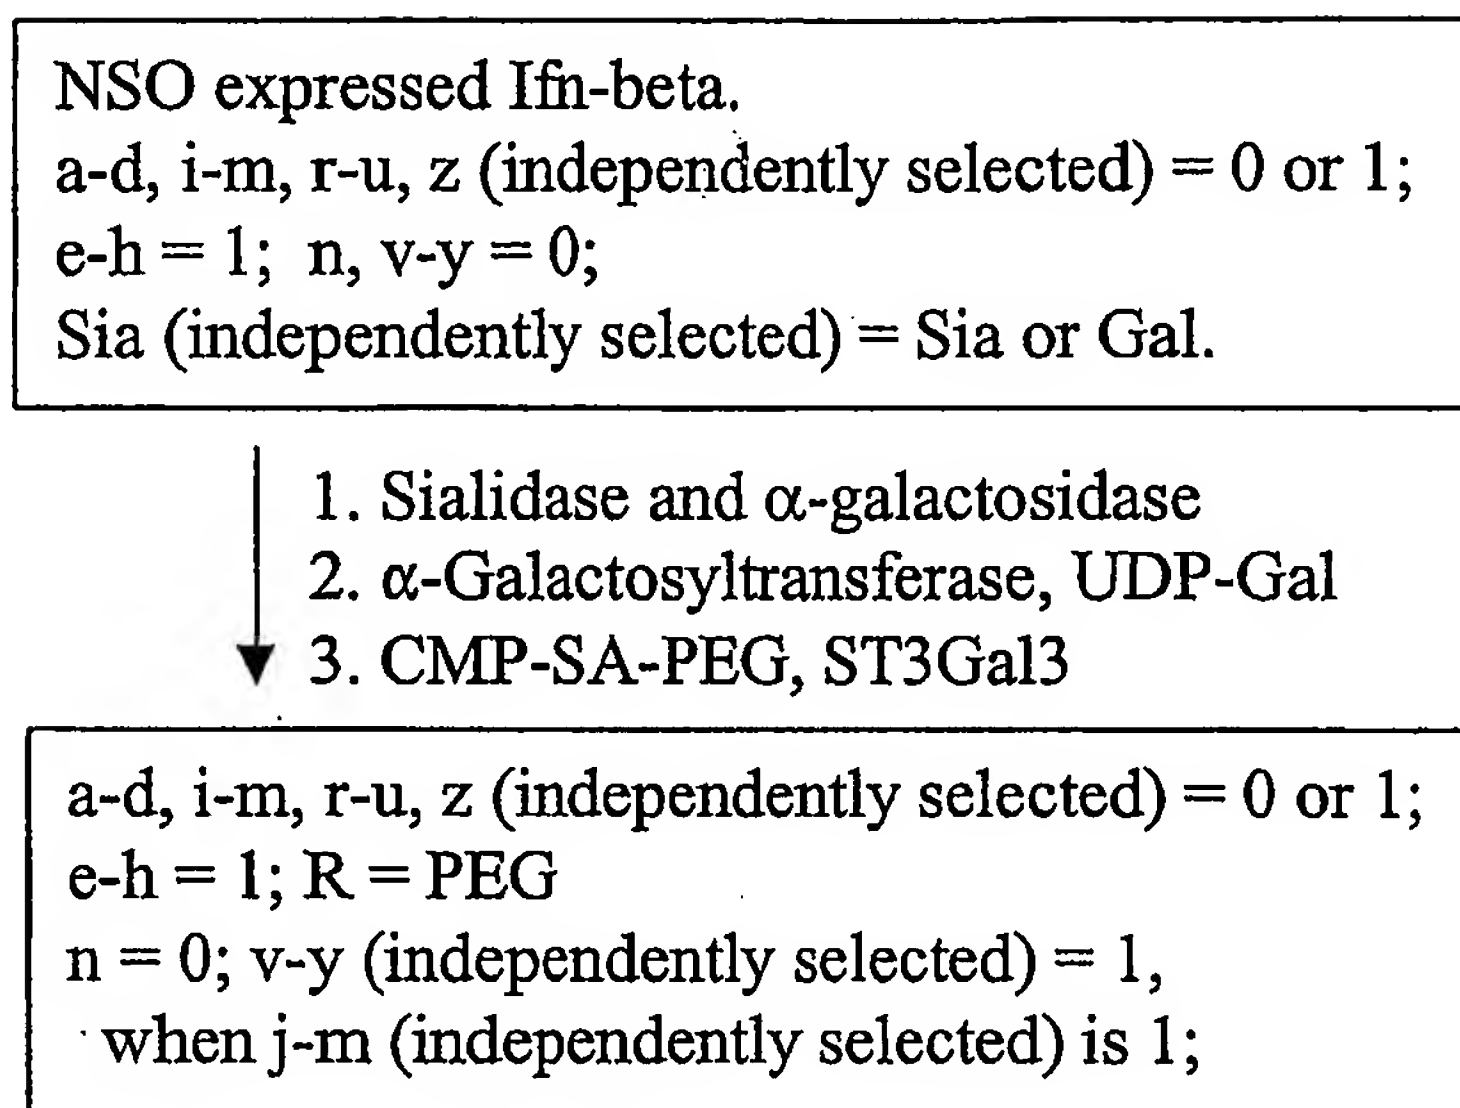 NSO expressed Ifn-beta.
a-d, i-m, r-u, z (independently selected) = 0 or 1;
e-h = 1; n, v-y = 0;
Sia (independently selected) = Sia or Gal.
1. Sialidase and α-galactosidase
2. α-Galactosyltransferase, UDP-Gal
3. CMP-SA-PEG, ST3Gal3
a-d, i-m, r-u, z (independently selected) = 0 or 1;
e-h = 1; R = PEG
n = 0; v-y (independently selected) = 1,
when j-m (independently selected) is 1;